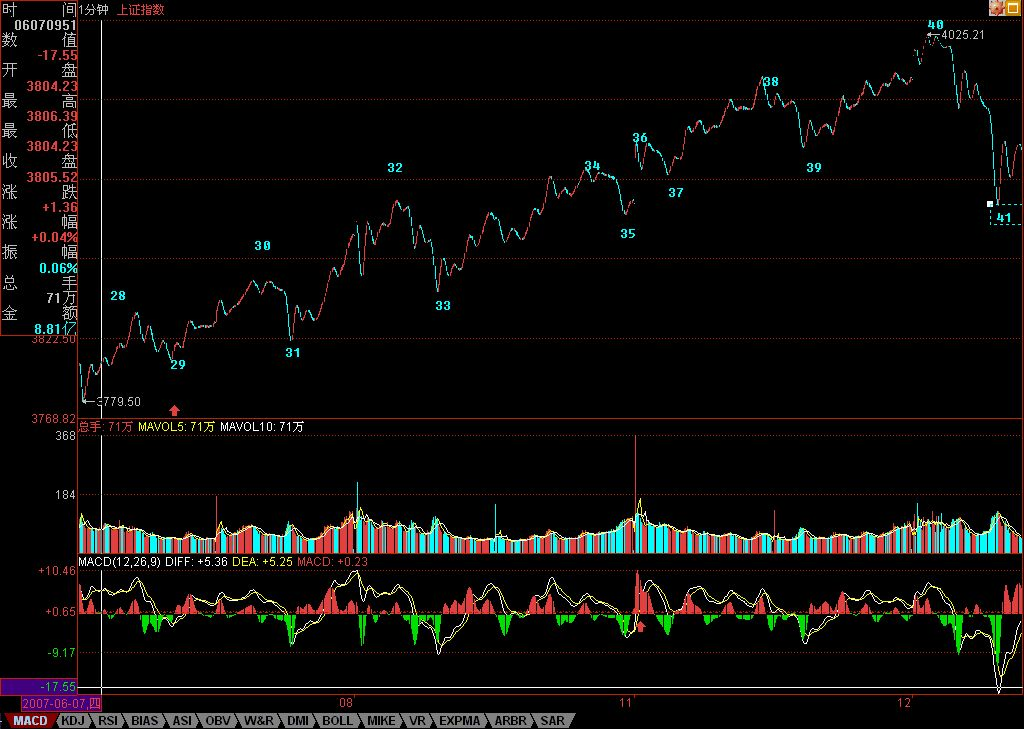 时 间 1分钟 上证指数
06070951
数 值
-17.55
开 盘
3804.23
最 高
3806.39
最 低
3804.23
收 盘
3805.52
涨 跌
+1.36
涨 幅
+0.04%
振 幅
0.06%
总 手
71万
金 额
8.81亿
3822.50
3768.82
40
4025.21
38
36
39
32
34
37
41
35
30
28
33
31
29
3779.50
总手: 71万 MAVOL5: 71万 MAVOL10: 71万
368
184
MACD(12,26,9) DIFF: +5.36 DEA: +5.25 MACD: +0.23
+10.46
+0.65
-9.17
-17.55
2007-06-07,四 08 11 12
MACD KDJ RSI BIAS ASI OBV W&R DMI BOLL MIKE VR EXPMA ARBR SAR